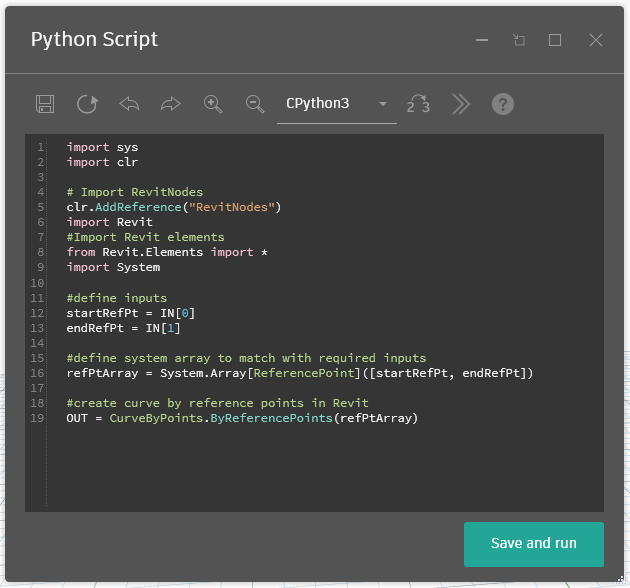 Python Script
CPython3
2 3
?
1 import sys
2 import clr
3
4 # Import RevitNodes
5 clr.AddReference("RevitNodes")
6 import Revit
7 #Import Revit elements
8 from Revit.Elements import *
9 import System
10
11 #define inputs
12 startRefPt = IN[0]
13 endRefPt = IN[1]
14
15 #define system array to match with required inputs
16 refPtArray = System.Array[ReferencePoint]([startRefPt, endRefPt])
17
18 #create curve by reference points in Revit
19 OUT = CurveByPoints.ByReferencePoints(refPtArray)
Save and run